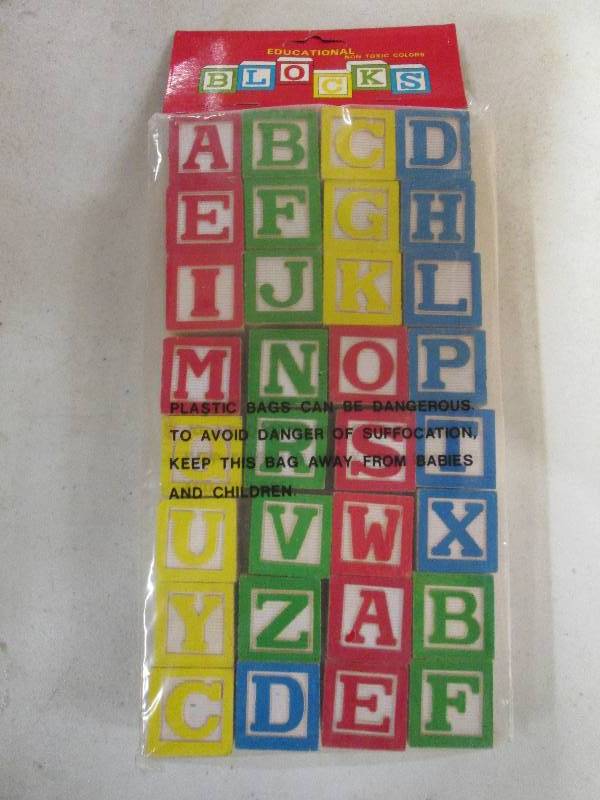 EDUCATIONAL
NON TOXIC COLORS
BLOCKS
A B C D
E F G H
I J K L
M N O P
PLASTIC BAGS CAN BE DANGEROUS.
TO AVOID DANGER OF SUFFOCATION,
KEEP THIS BAG AWAY FROM BABIES
AND CHILDREN.
Q R S T
U V W X
Y Z A B
C D E F